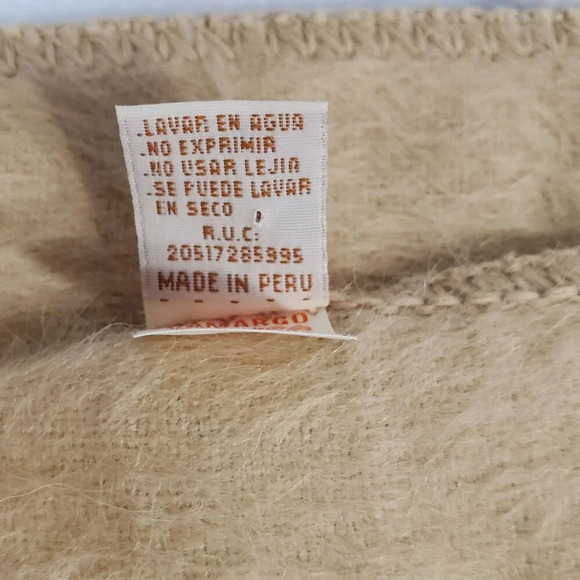 .LAVAR EN AGUA
.NO EXPRIMIR
.NO USAR LEJIA
.SE PUEDE LAVAR
EN SECO
R.U.C:
20517285995
MADE IN PERU